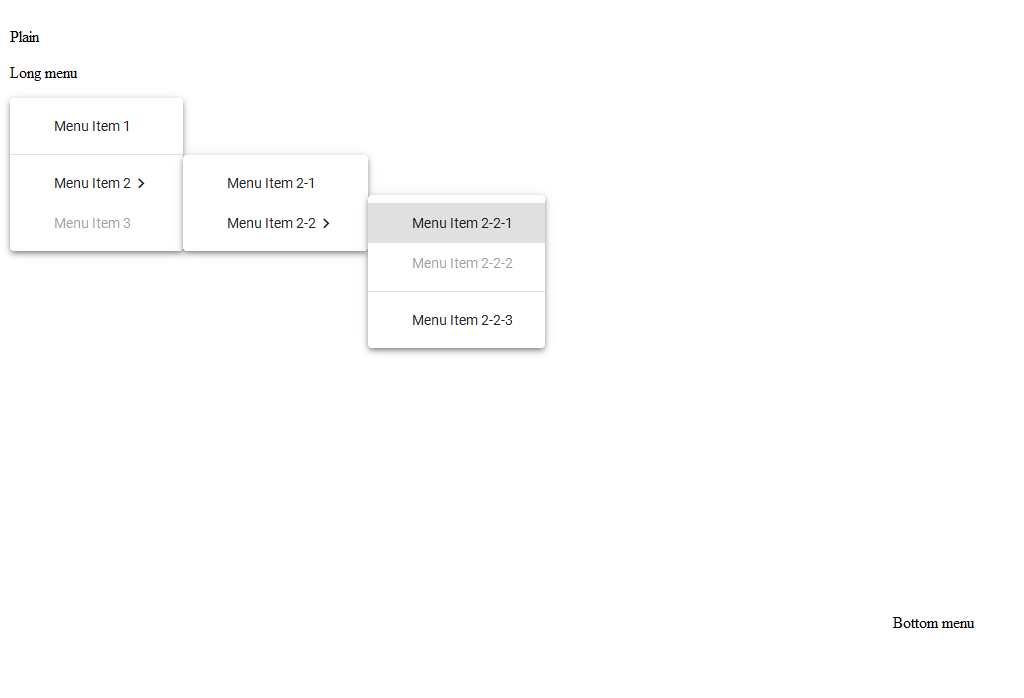 Plain
Long menu
Menu Item 1
Menu Item 2
Menu Item 3
Menu Item 2-1
Menu Item 2-2
Menu Item 2-2-1
Menu Item 2-2-2
Menu Item 2-2-3
Bottom menu